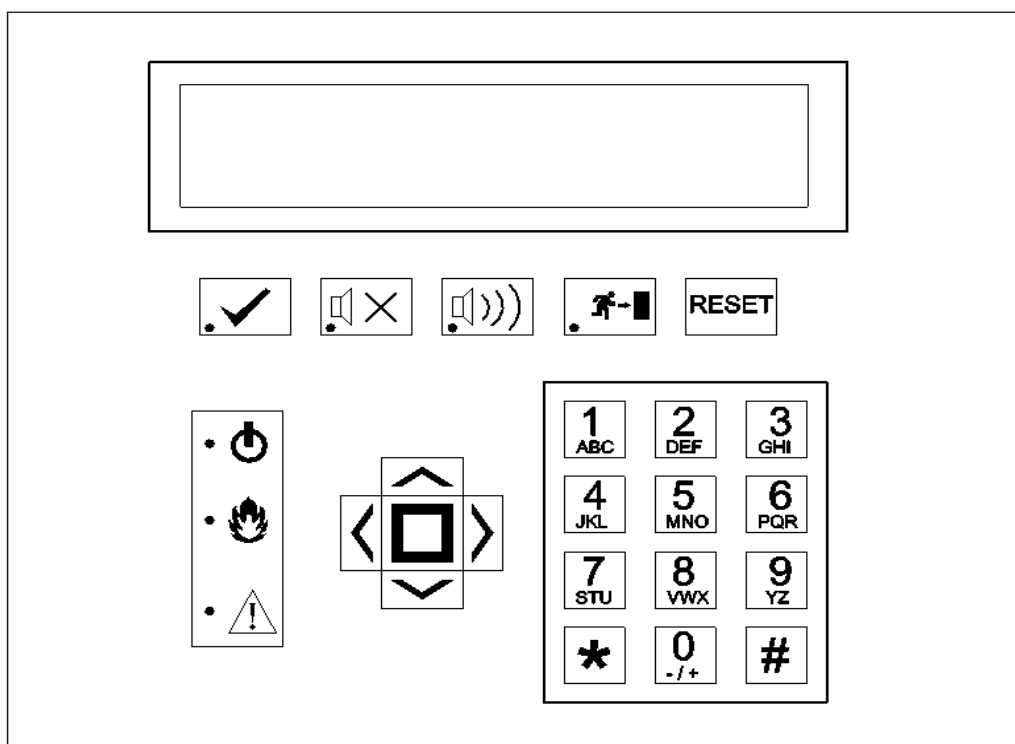 RESET
1 2 3
ABC DEF GHI
4 5 6
JKL MNO PQR
7 8 9
STU VWX YZ
* 0 #
- / +